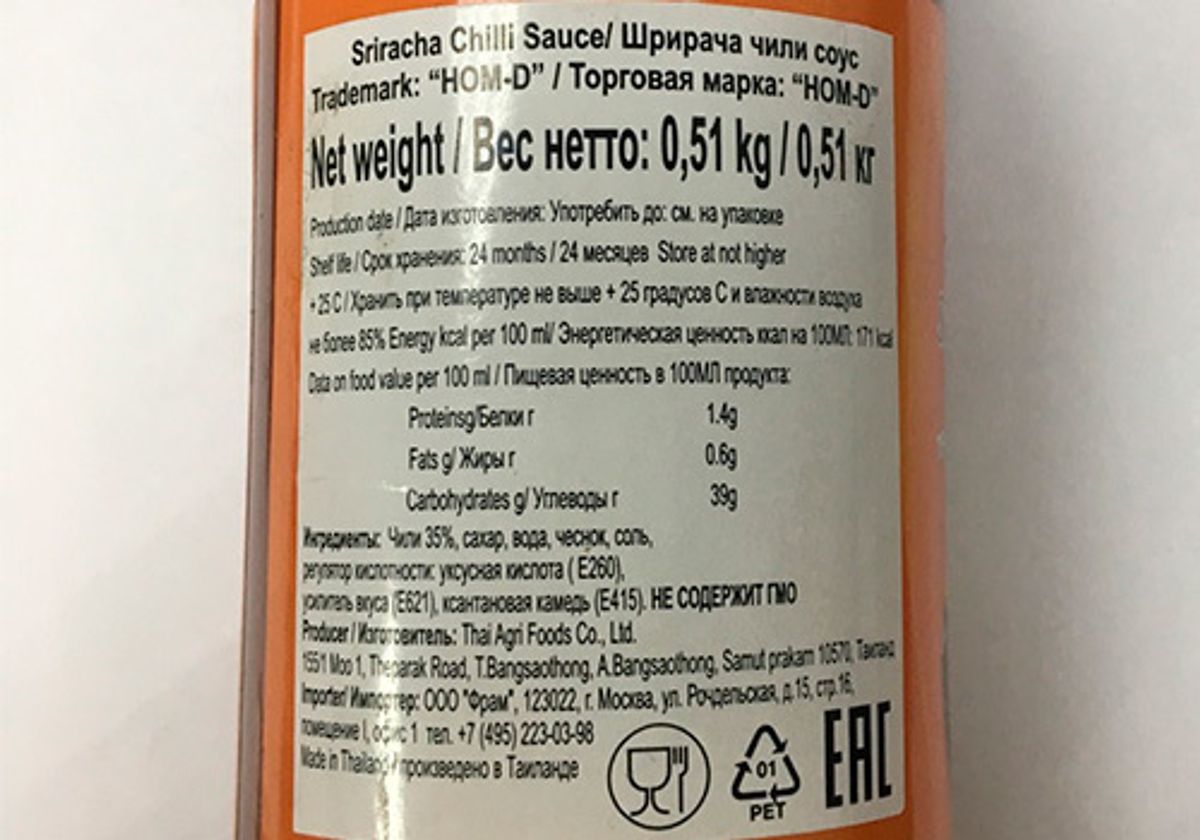 Sriracha Chilli Sauce/ Шрирача чили соус
Trademark: “HOM-D” / Торговая марка: “HOM-D”
Net weight / Вес нетто: 0,51 kg / 0,51 кг
Production date / Дата изготовления: Употребить до: см. на упаковке
Shelf life / Срок хранения: 24 months / 24 месяцев Store at not higher
+ 25 C / Хранить при температуре не выше + 25 градусов С и влажности воздуха
не более 85% Energy kcal per 100 ml/ Энергетическая ценность ккал на 100МЛ: 171 kcal
Data on food value per 100 ml / Пищевая ценность в 100МЛ продукта:
Proteinsg/Белки г 1.4g
Fats g/ Жиры г 0.6g
Carbohydrates g/ Углеводы г 39g
Ингредиенты: Чили 35%, сахар, вода, чеснок, соль,
регулятор кислотности: уксусная кислота ( E260),
усилитель вкуса (E621), ксантановая камедь (E415). НЕ СОДЕРЖИТ ГМО
Producer / Изготовитель: Thai Agri Foods Co., Ltd.
155/1 Moo 1, Theparak Road, T.Bangsaothong, A.Bangsaothong, Samut prakarn 10570, Таиланд
Importer/ Импортер: ООО "Фрам", 123022, г. Москва, ул. Рочдельская, д.15, стр.16,
помещение I, офис 1 тел. +7 (495) 223-03-98
Made in Thailand / произведено в Таиланде
01
PET
EAC